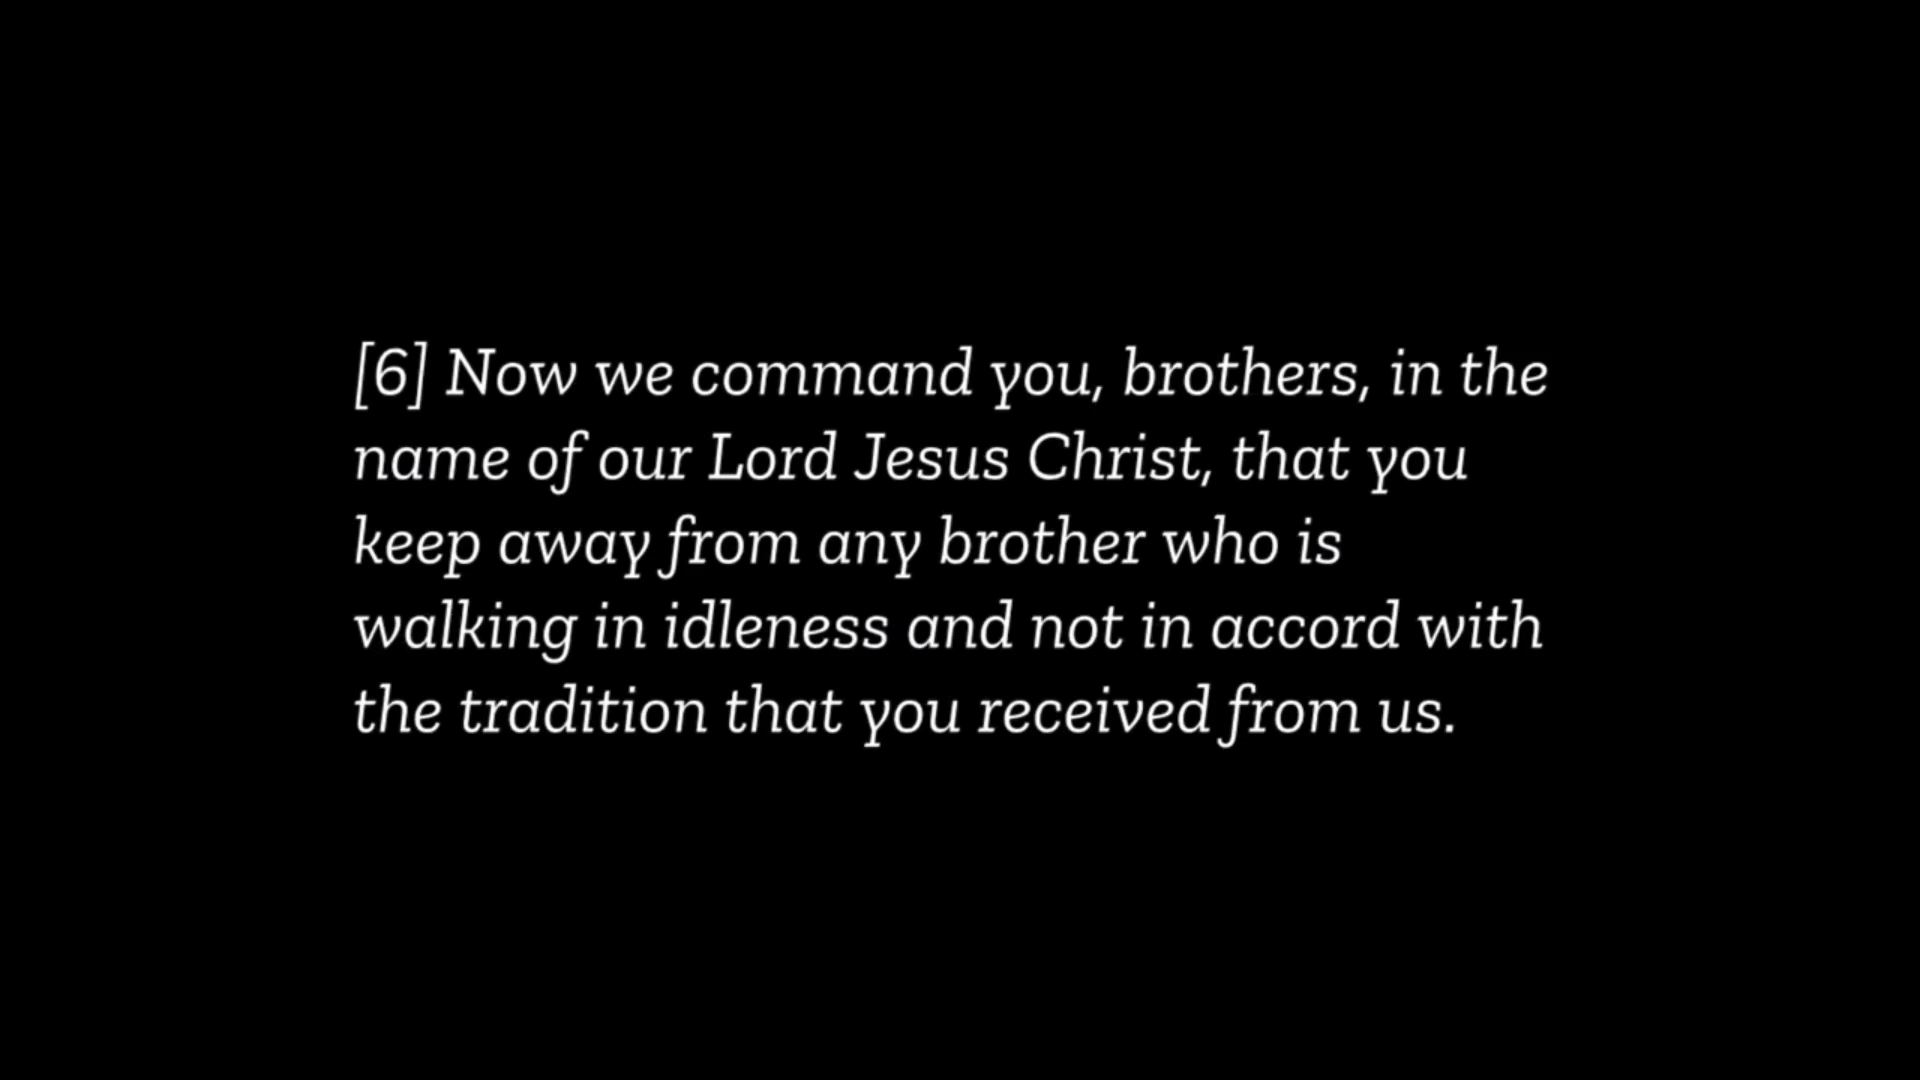 [6] Now we command you, brothers, in the
name of our Lord Jesus Christ, that you
keep away from any brother who is
walking in idleness and not in accord with
the tradition that you received from us.